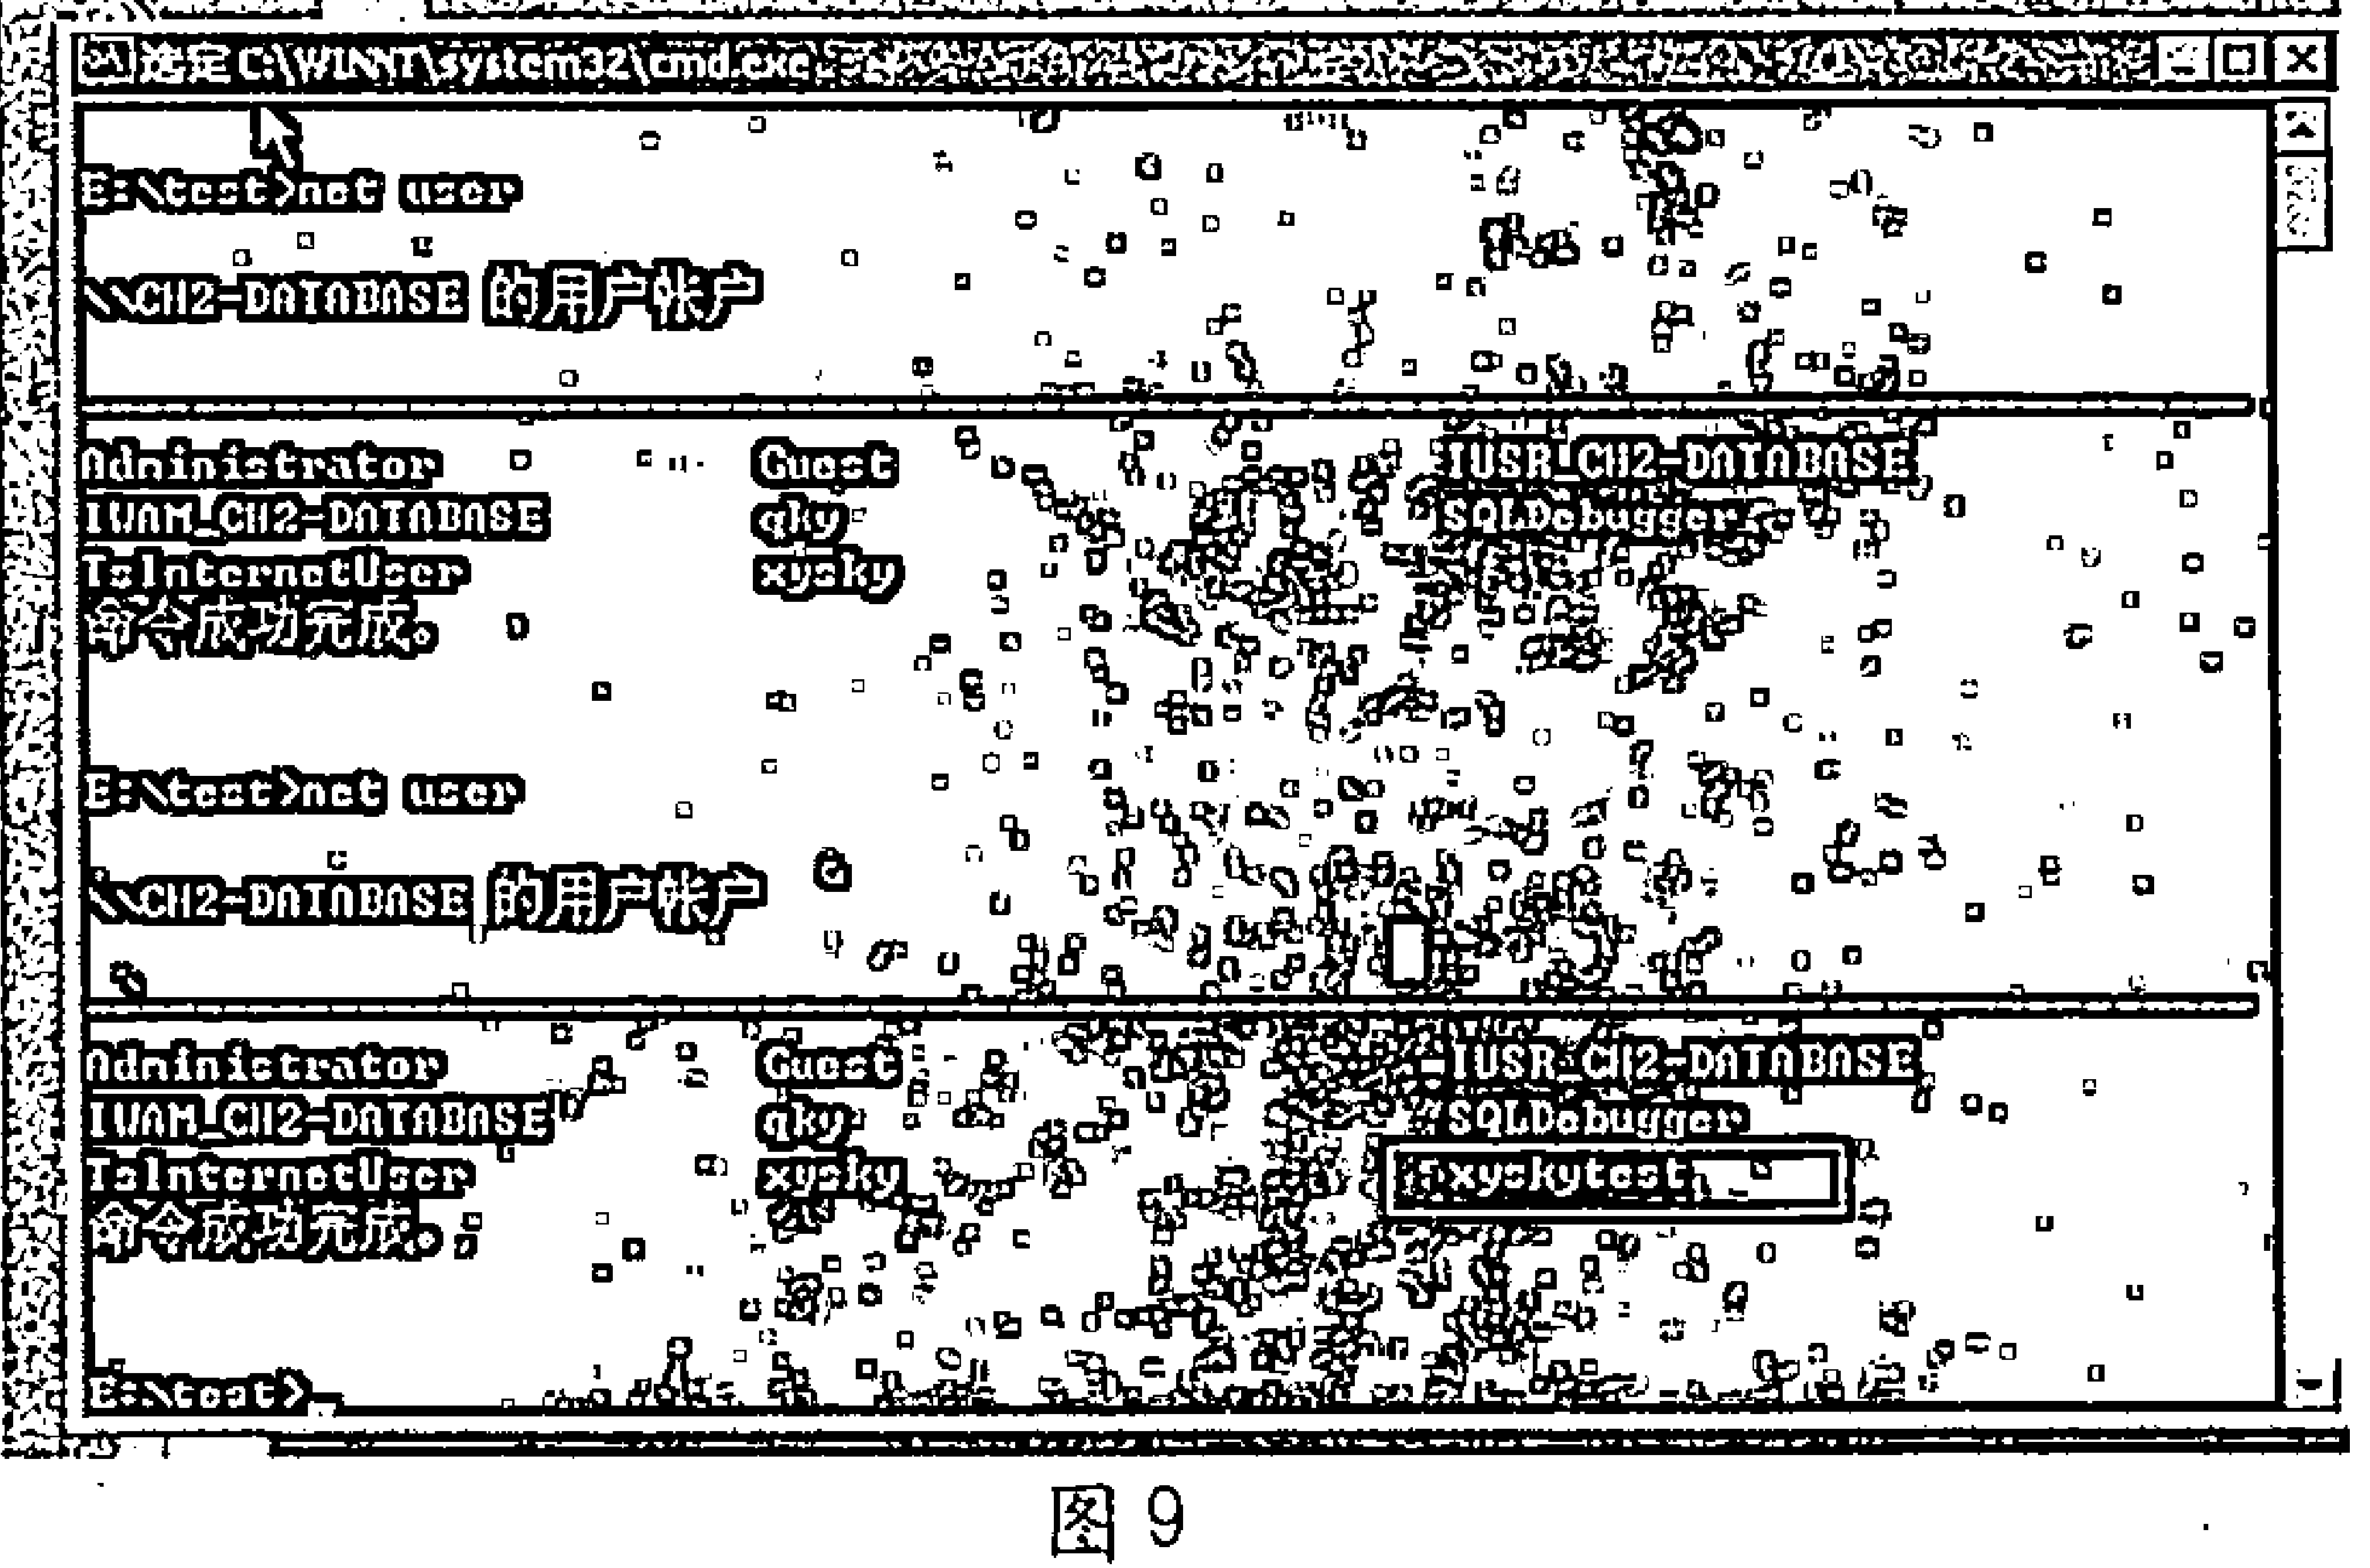 选定 C:\WINNT\system32\cmd.exe
E:\test>net user
\\CH2-DATABASE 的用户帐户
Administrator Guest IUSR_CH2-DATABASE
IWAM_CH2-DATABASE qky SQLDebugger
TsInternetUser xysky
命令成功完成。
E:\test>net user
\\CH2-DATABASE 的用户帐户
Administrator Guest IUSR_CH2-DATABASE
IWAM_CH2-DATABASE qky SQLDebugger
TsInternetUser xysky xyskytest
命令成功完成。
E:\test>_
图 9